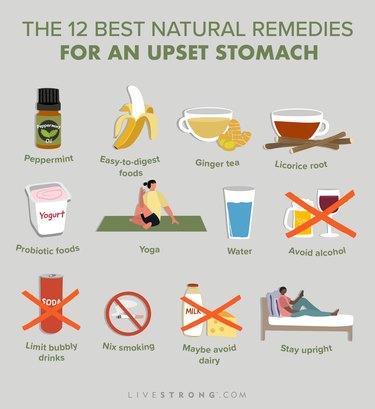 THE 12 BEST NATURAL REMEDIES
FOR AN UPSET STOMACH
Peppermint
Oil
Peppermint
Easy-to-digest
foods
Ginger tea
Licorice root
Yogurt
Probiotic foods
Yoga
Water
Avoid alcohol
SODA
Limit bubbly
drinks
Nix smoking
MILK
Maybe avoid
dairy
Stay upright
LIVESTRONG.COM